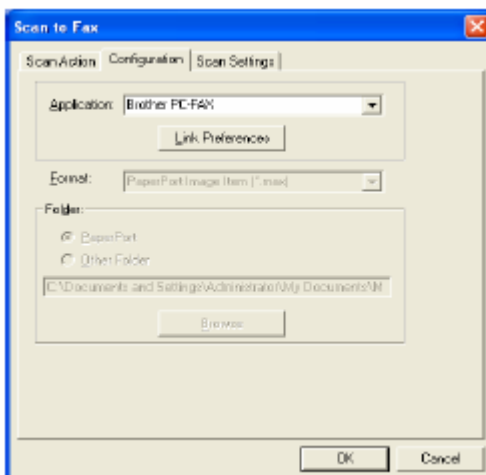 Scan to Fax
Scan Action Configuration Scan Settings
Application: Brother PC-FAX
Link Preferences
Format: PaperPort Image Item (*.max)
Folder:
PaperPort
Other Folder
C:\Documents and Settings\Administrator\My Documents\M
Browse
OK Cancel